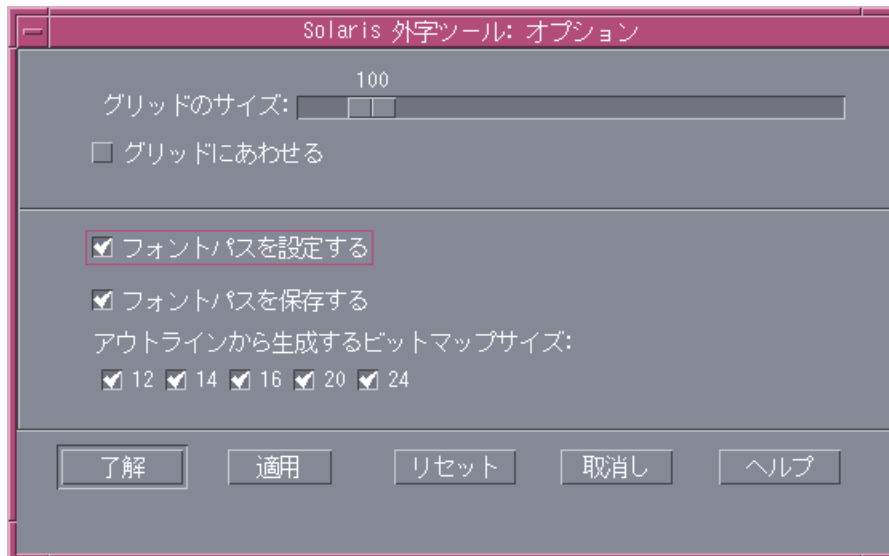 Solaris 外字ツール: オプション
100
グリッドのサイズ:
グリッドにあわせる
フォントパスを設定する
フォントパスを保存する
アウトラインから生成するビットマップサイズ:
12 14 16 20 24
了解 適用 リセット 取消し ヘルプ